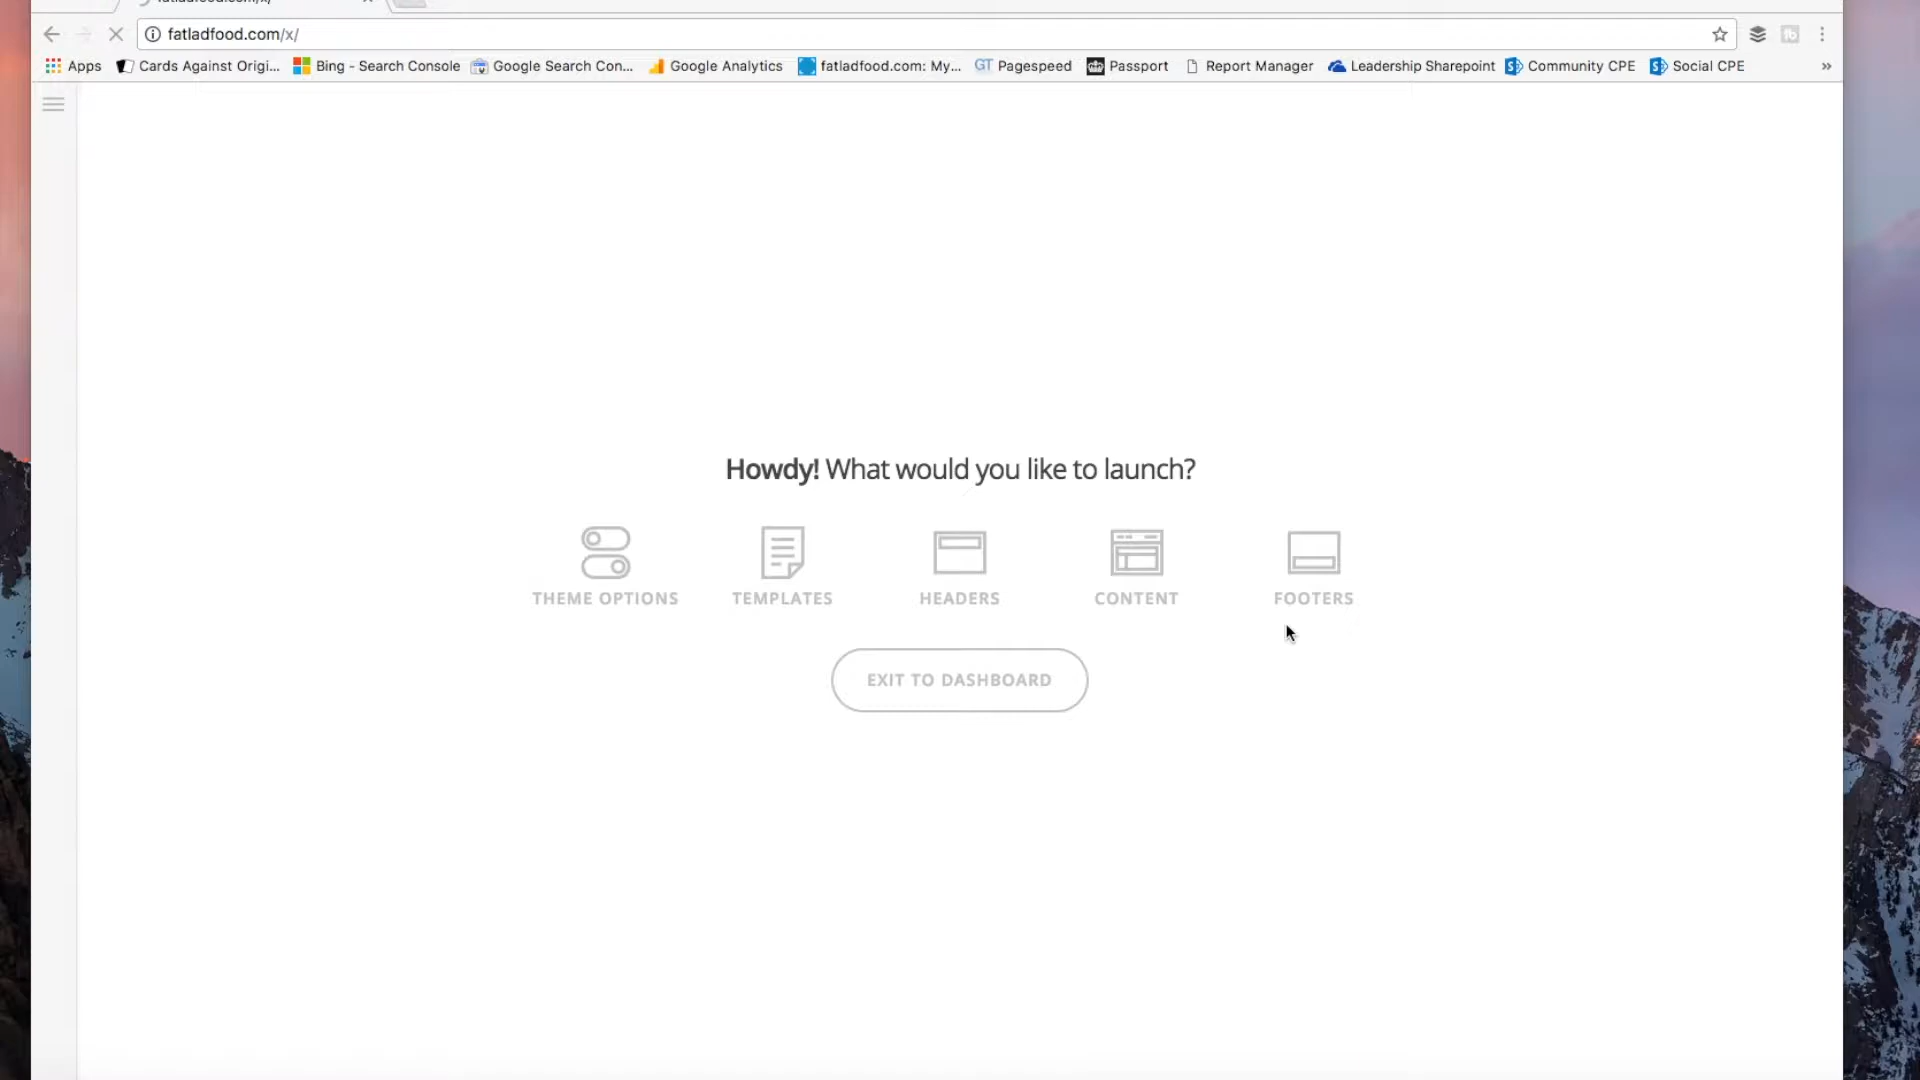 fatladfood.com/x/
Apps Cards Against Origi... Bing - Search Console Google Search Con... Google Analytics fatladfood.com: My... GT Pagespeed Passport Report Manager Leadership Sharepoint Community CPE Social CPE »
Howdy! What would you like to launch?
THEME OPTIONS TEMPLATES HEADERS CONTENT FOOTERS
EXIT TO DASHBOARD